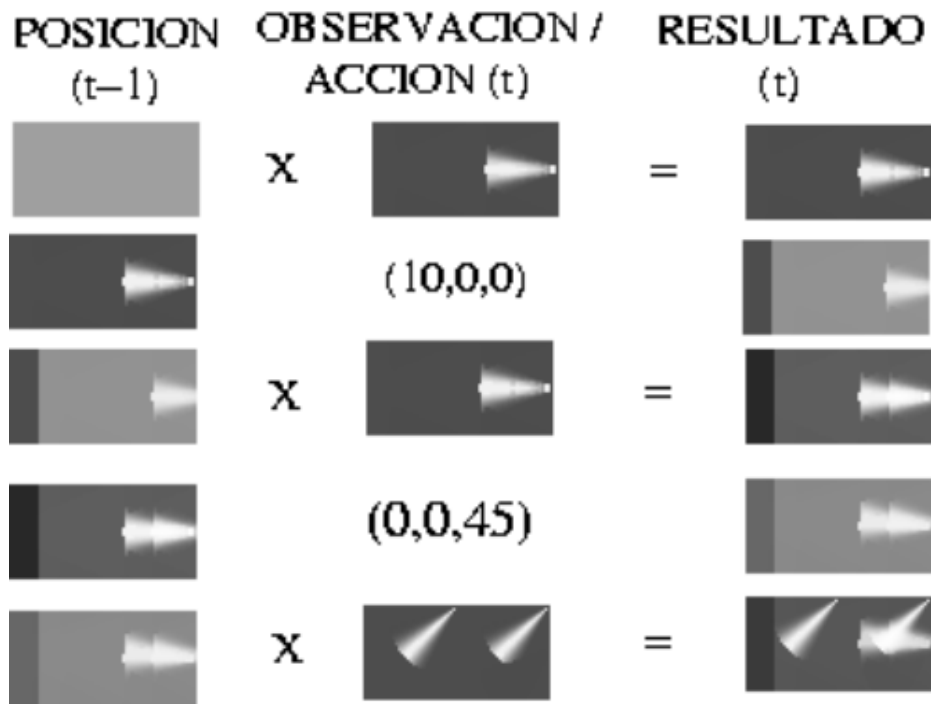 POSICION
(t–1)
OBSERVACION /
ACCION (t)
RESULTADO
(t)
X
=
(10,0,0)
X
=
(0,0,45)
X
=